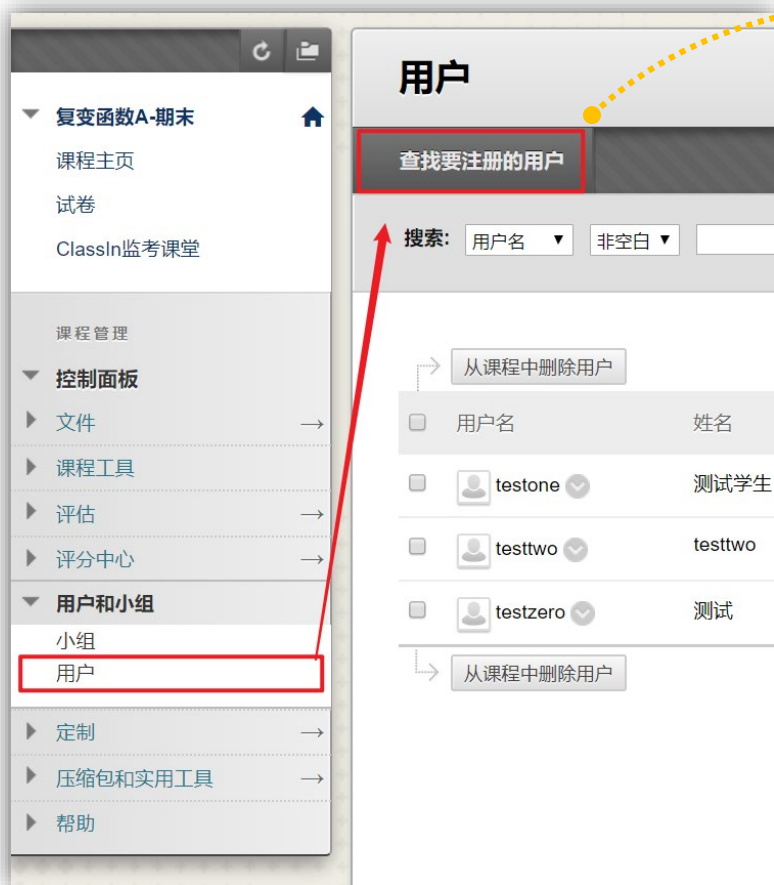 复变函数A-期末
课程主页
试卷
ClassIn监考课堂
课程管理
控制面板
文件
课程工具
评估
评分中心
用户和小组
小组
用户
定制
压缩包和实用工具
帮助
用户
查找要注册的用户
搜索: 用户名 非空白
从课程中删除用户
用户名 姓名
testone 测试学生
testtwo testtwo
testzero 测试
从课程中删除用户